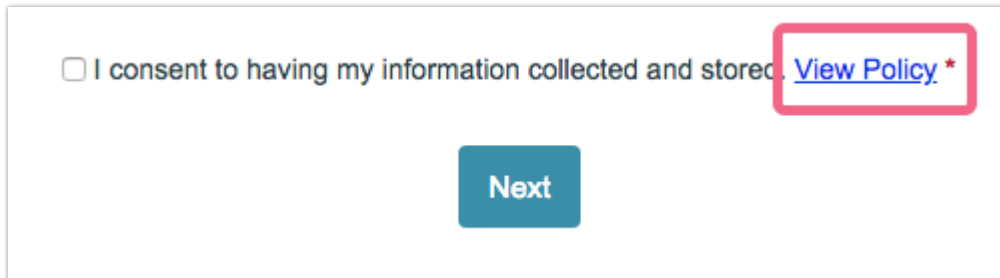 I consent to having my information collected and stored. View Policy *
Next